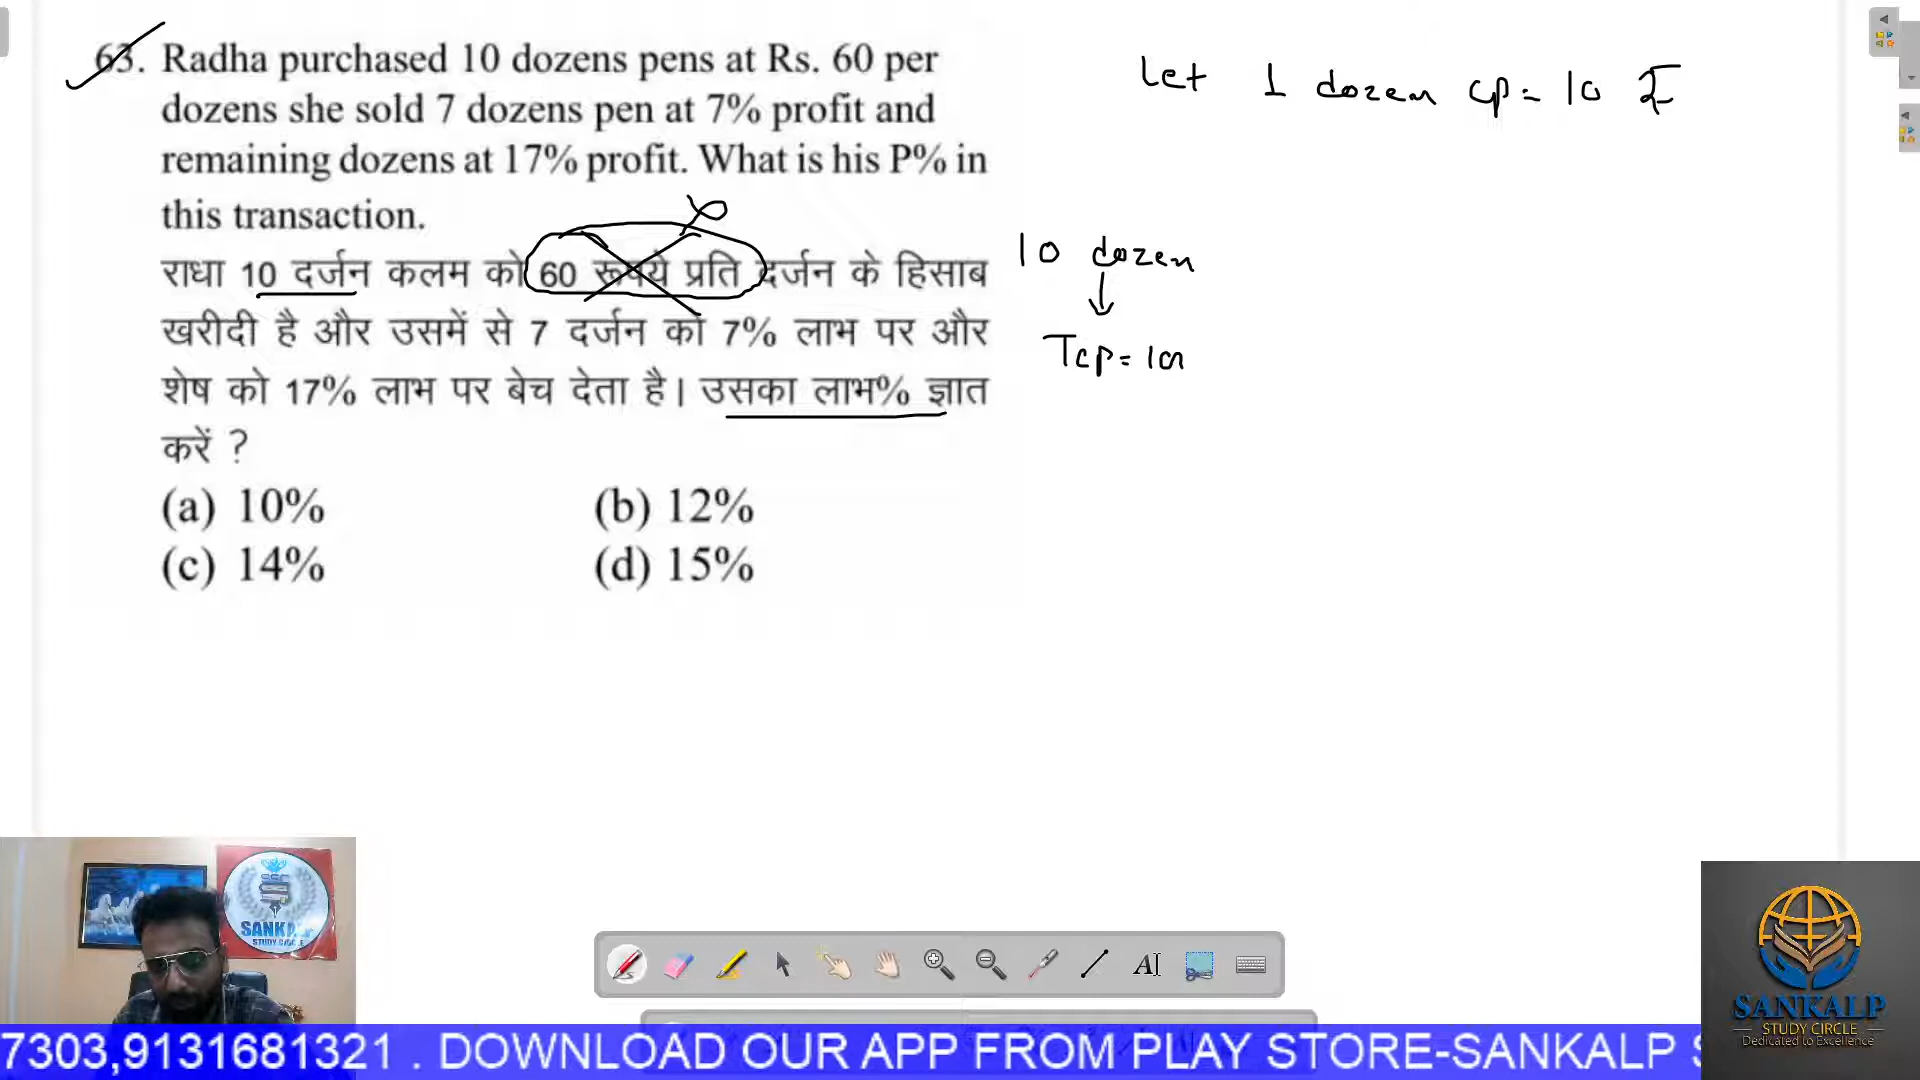 63. Radha purchased 10 dozens pens at Rs. 60 per
dozens she sold 7 dozens pen at 7% profit and
remaining dozens at 17% profit. What is his P% in
this transaction.
राधा 10 दर्जन कलम को 60 रूपये प्रति दर्जन के हिसाब
खरीदी है और उसमें से 7 दर्जन को 7% लाभ पर और
शेष को 17% लाभ पर बेच देता है। उसका लाभ% ज्ञात
करें ?
(a) 10% (b) 12%
(c) 14% (d) 15%
Let 1 dozen cp = 10 ₹
10 dozen
Tcp = 100
SANKALP
STUDY CIRCLE
SANKALP
STUDY CIRCLE
Dedicated to Excellence
7303,9131681321 . DOWNLOAD OUR APP FROM PLAY STORE-SANKALP S